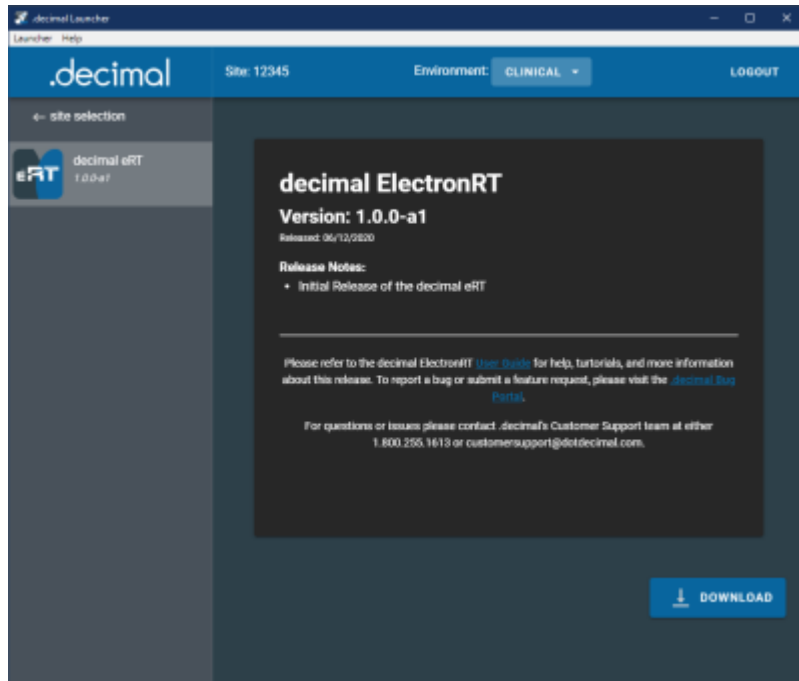 .decimal Launcher
Launcher Help
.decimal
Site: 12345
Environment: CLINICAL
LOGOUT
← site selection
eRT
decimal eRT
1.0.0-a1
decimal ElectronRT
Version: 1.0.0-a1
Released: 06/12/2020
Release Notes:
• Initial Release of the decimal eRT
Please refer to the decimal ElectronRT User Guide for help, turtorials, and more information
about this release. To report a bug or submit a feature request, please visit the .decimal Bug
Portal.
For questions or issues please contact .decimal's Customer Support team at either
1.800.255.1613 or customersupport@dotdecimal.com.
DOWNLOAD